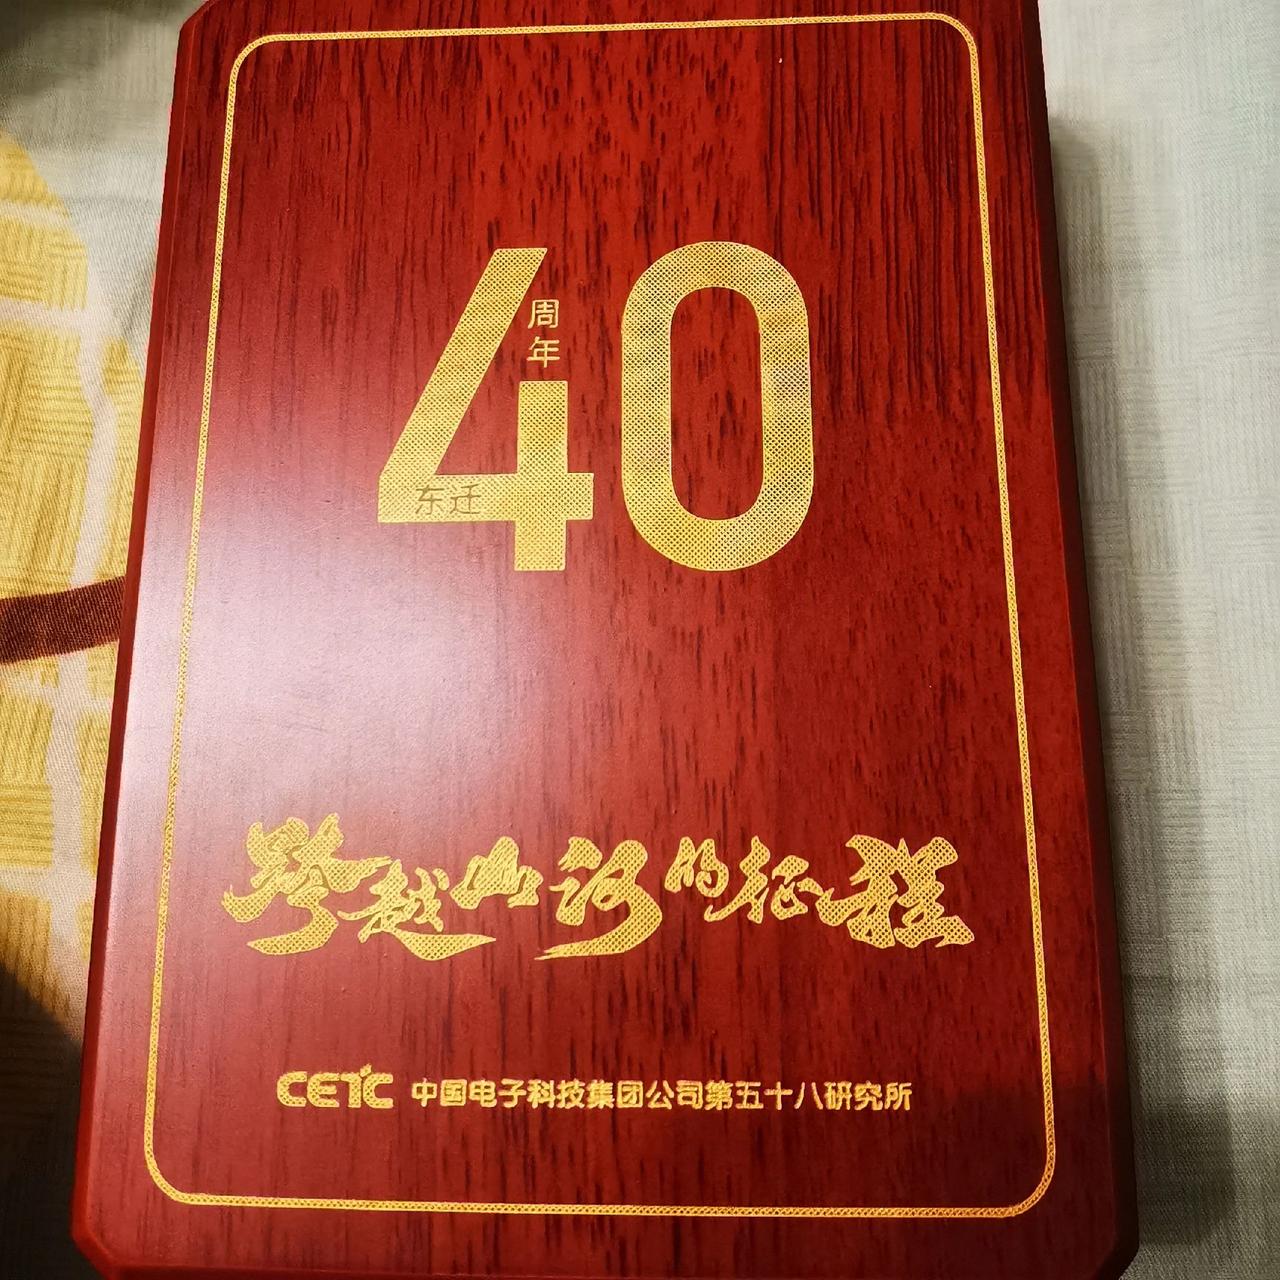 40
周年
东迁
跨越山河的征程
CETC 中国电子科技集团公司第五十八研究所